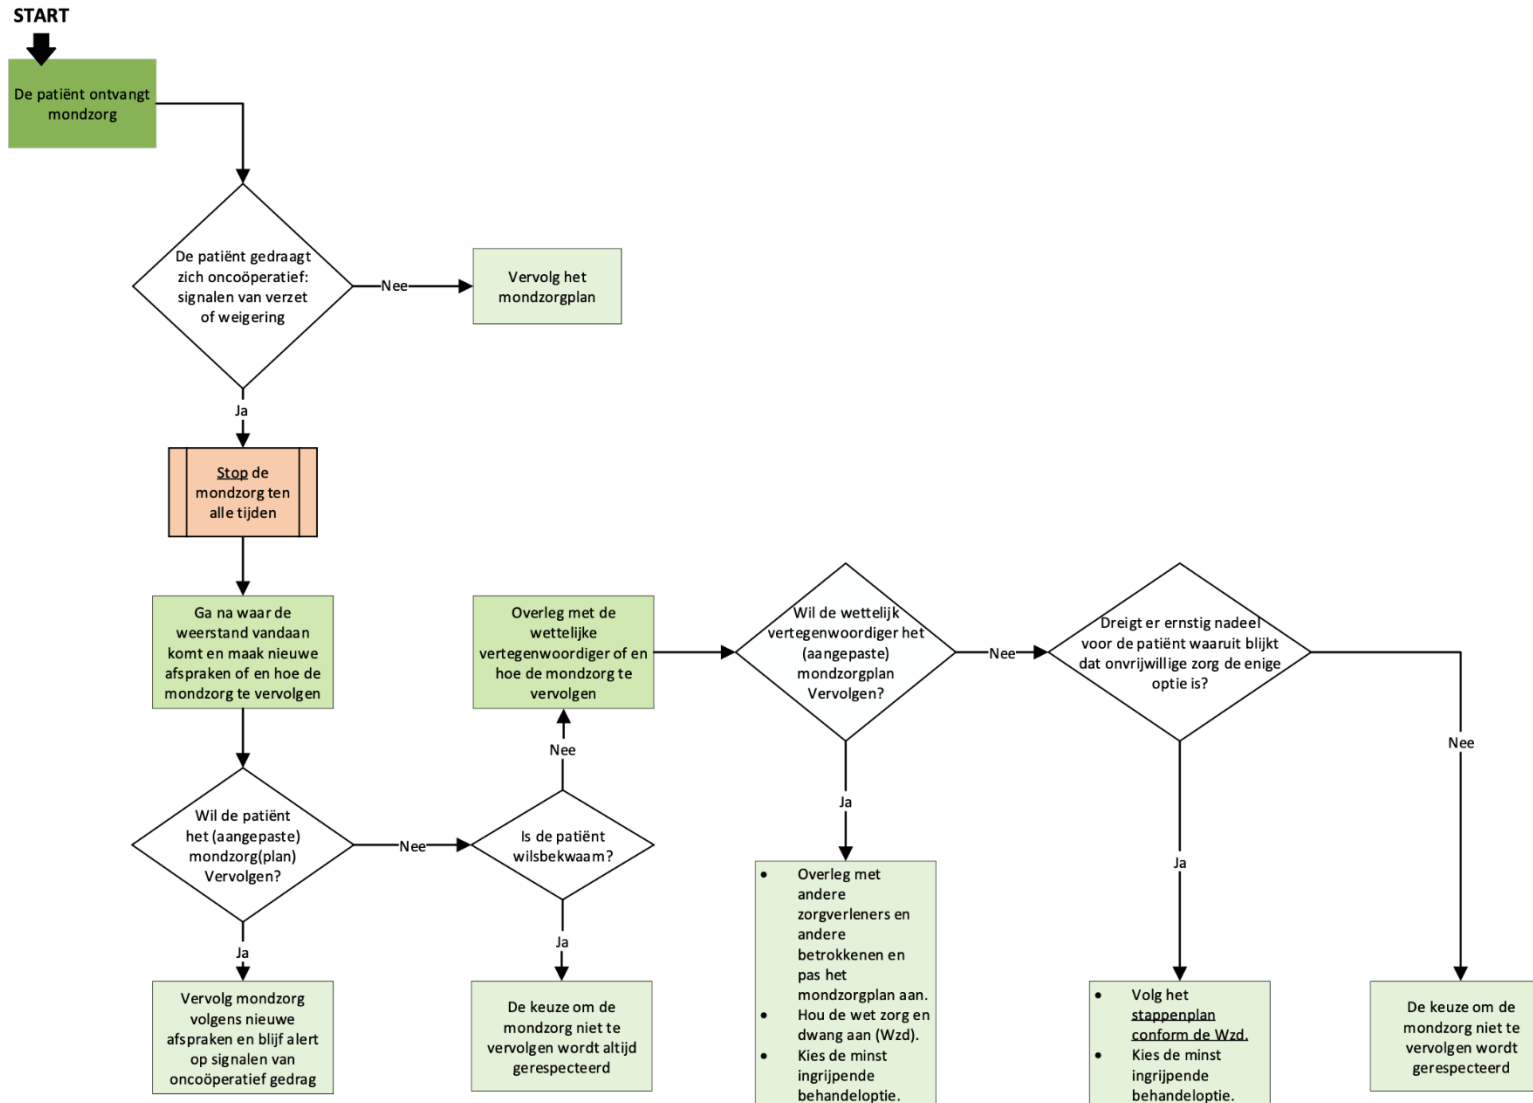 START
De patiënt ontvangt
mondzorg
De patiënt gedraagt
zich oncoöperatief:
signalen van verzet
of weigering
Nee
Vervolg het
mondzorgplan
Ja
Stop de
mondzorg ten
alle tijden
Ga na waar de
weerstand vandaan
komt en maak nieuwe
afspraken of en hoe de
mondzorg te vervolgen
Overleg met de
wettelijke
vertegenwoordiger of en
hoe de mondzorg te
vervolgen
Wil de wettelijk
vertegenwoordiger het
(aangepaste)
mondzorgplan
Vervolgen?
Nee
Dreigt er ernstig nadeel
voor de patiënt waaruit blijkt
dat onvrijwillige zorg de enige
optie is?
Nee
Nee
Ja
Ja
Wil de patiënt
het (aangepaste)
mondzorg(plan)
Vervolgen?
Nee
Is de patiënt
wilsbekwaam?
Ja
Ja
Vervolg mondzorg
volgens nieuwe
afspraken en blijf alert
op signalen van
oncoöperatief gedrag
De keuze om de
mondzorg niet te
vervolgen wordt altijd
gerespecteerd
• Overleg met
andere
zorgverleners en
andere
betrokkenen en
pas het
mondzorgplan aan.
• Hou de wet zorg en
dwang aan (Wzd).
• Kies de minst
ingrijpende
behandeloptie.
• Volg het
stappenplan
conform de Wzd.
• Kies de minst
ingrijpende
behandeloptie.
De keuze om de
mondzorg niet te
vervolgen wordt
gerespecteerd